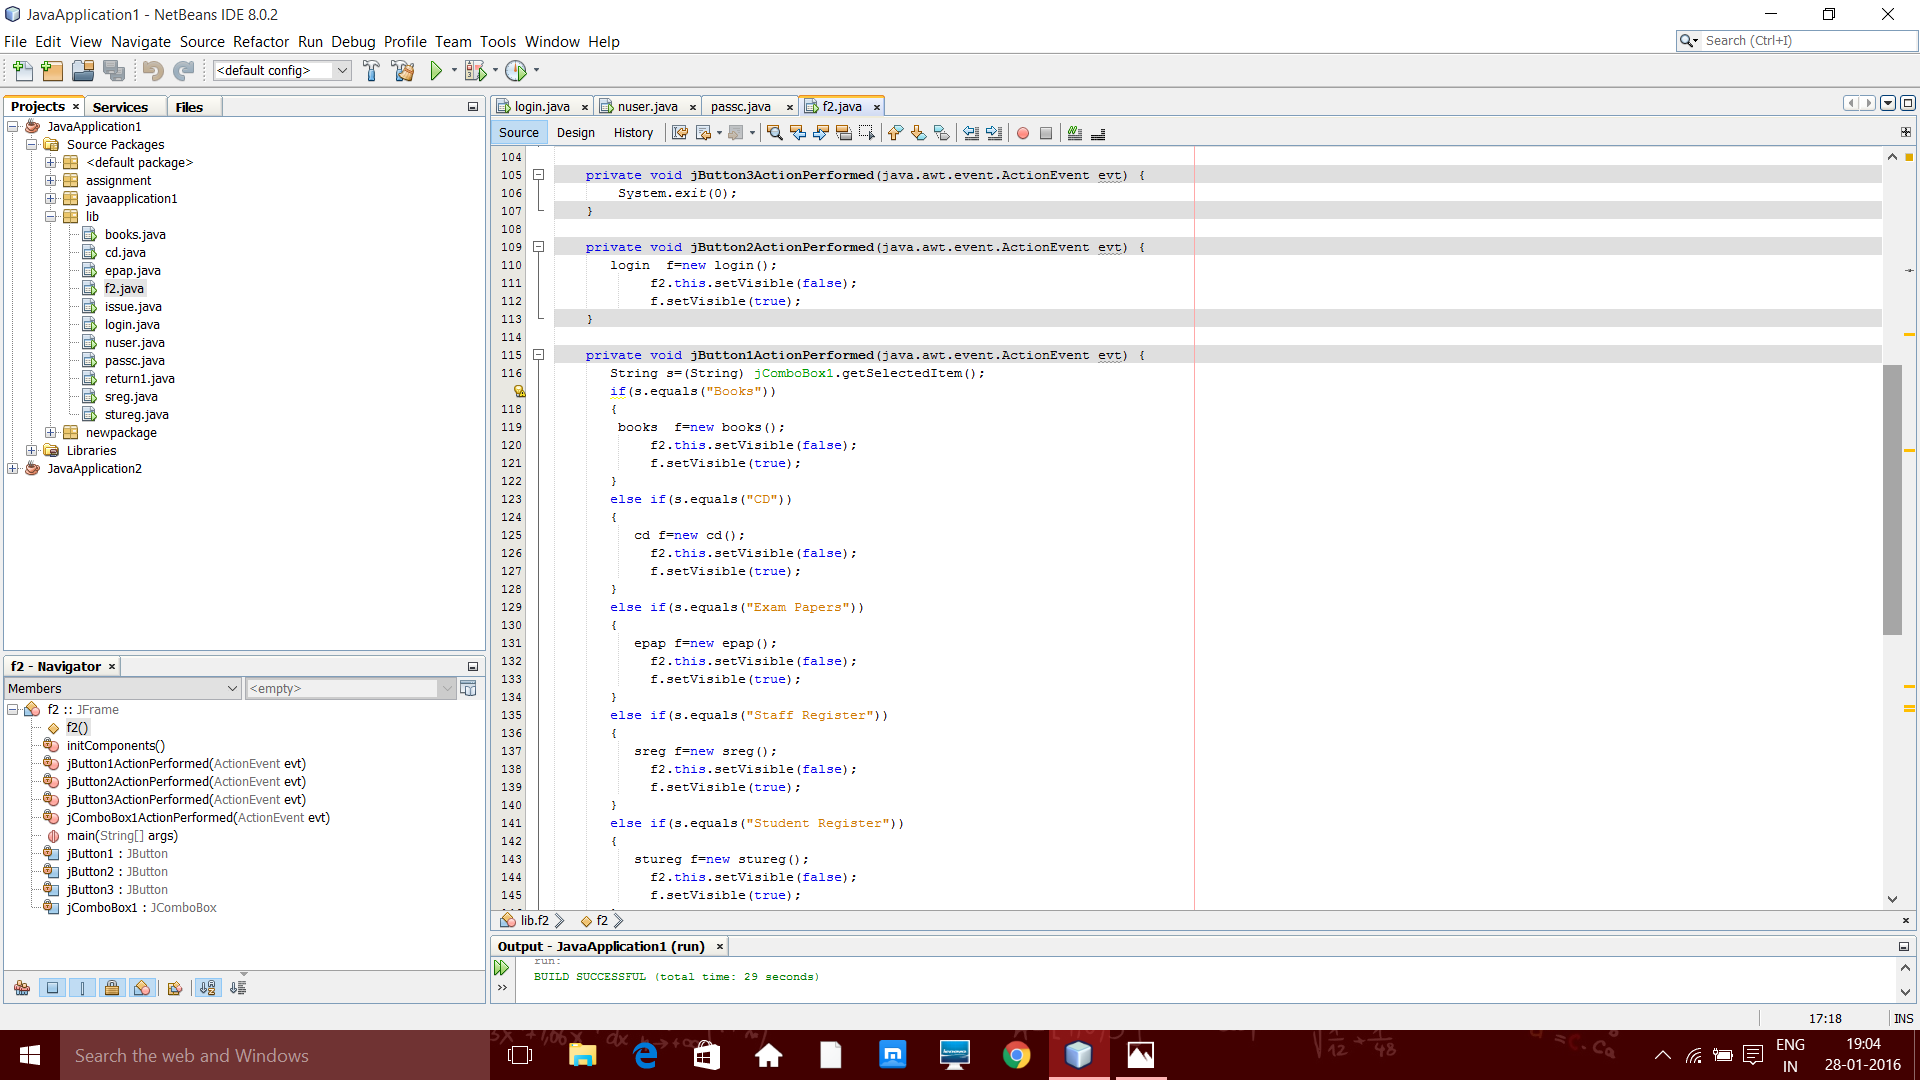 JavaApplication1 - NetBeans IDE 8.0.2
File Edit View Navigate Source Refactor Run Debug Profile Team Tools Window Help
Search (Ctrl+I)
<default config>
Projects × Services Files
JavaApplication1
Source Packages
<default package>
assignment
javaapplication1
lib
books.java
cd.java
epap.java
f2.java
issue.java
login.java
nuser.java
passc.java
return1.java
sreg.java
stureg.java
newpackage
Libraries
JavaApplication2
f2 - Navigator ×
Members
<empty>
f2 :: JFrame
f2()
initComponents()
jButton1ActionPerformed(ActionEvent evt)
jButton2ActionPerformed(ActionEvent evt)
jButton3ActionPerformed(ActionEvent evt)
jComboBox1ActionPerformed(ActionEvent evt)
main(String[] args)
jButton1 : JButton
jButton2 : JButton
jButton3 : JButton
jComboBox1 : JComboBox
login.java × nuser.java × passc.java × f2.java ×
Source Design History
104
105 private void jButton3ActionPerformed(java.awt.event.ActionEvent evt) {
106 System.exit(0);
107 }
108
109 private void jButton2ActionPerformed(java.awt.event.ActionEvent evt) {
110 login f=new login();
111 f2.this.setVisible(false);
112 f.setVisible(true);
113 }
114
115 private void jButton1ActionPerformed(java.awt.event.ActionEvent evt) {
116 String s=(String) jComboBox1.getSelectedItem();
if(s.equals("Books"))
118 {
119 books f=new books();
120 f2.this.setVisible(false);
121 f.setVisible(true);
122 }
123 else if(s.equals("CD"))
124 {
125 cd f=new cd();
126 f2.this.setVisible(false);
127 f.setVisible(true);
128 }
129 else if(s.equals("Exam Papers"))
130 {
131 epap f=new epap();
132 f2.this.setVisible(false);
133 f.setVisible(true);
134 }
135 else if(s.equals("Staff Register"))
136 {
137 sreg f=new sreg();
138 f2.this.setVisible(false);
139 f.setVisible(true);
140 }
141 else if(s.equals("Student Register"))
142 {
143 stureg f=new stureg();
144 f2.this.setVisible(false);
145 f.setVisible(true);
lib.f2 f2
Output - JavaApplication1 (run) ×
run:
BUILD SUCCESSFUL (total time: 29 seconds)
17:18 INS
Search the web and Windows
ENG
IN
19:04
28-01-2016